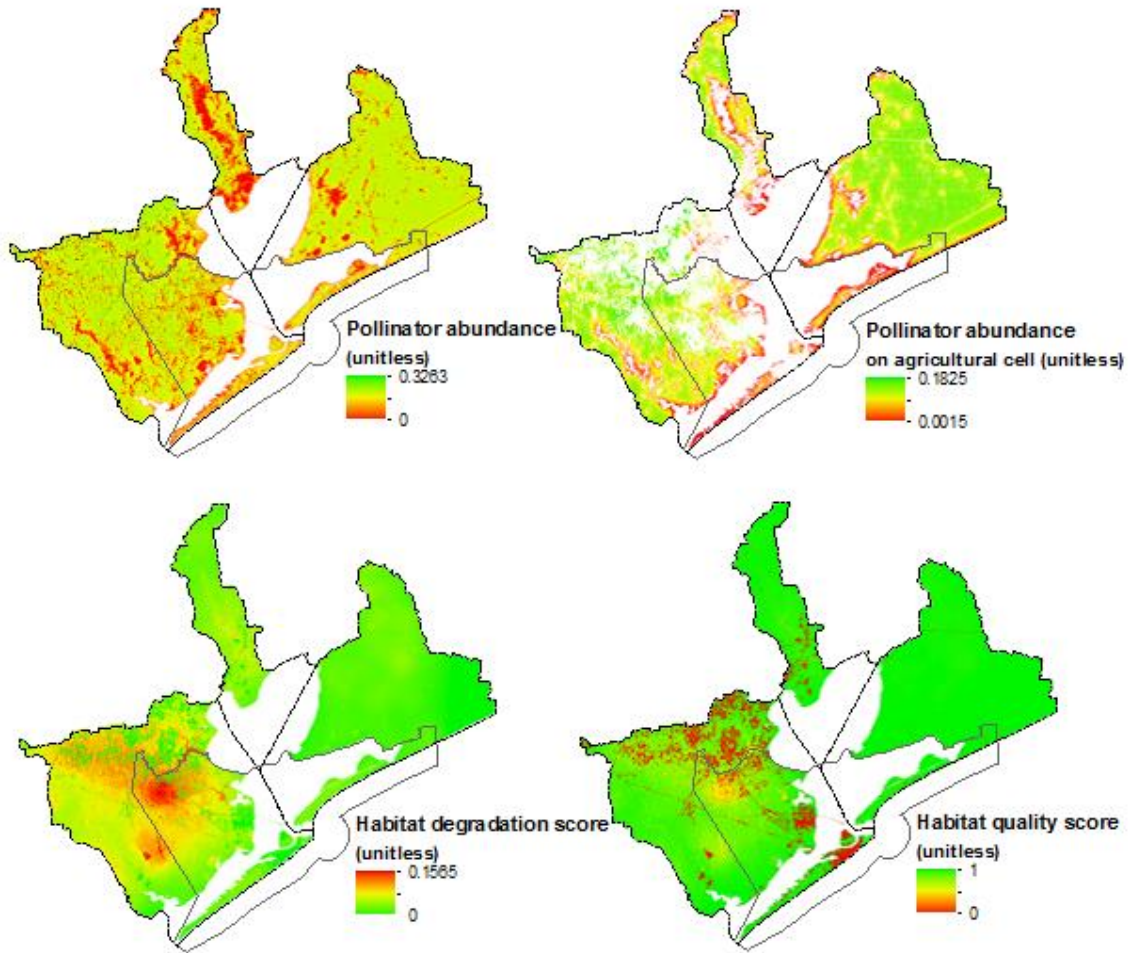 Pollinator abundance
(unitless)
0.3263
0
Pollinator abundance
on agricultural cell (unitless)
0.1825
0.0015
Habitat degradation score
(unitless)
0.1565
0
Habitat quality score
(unitless)
1
0